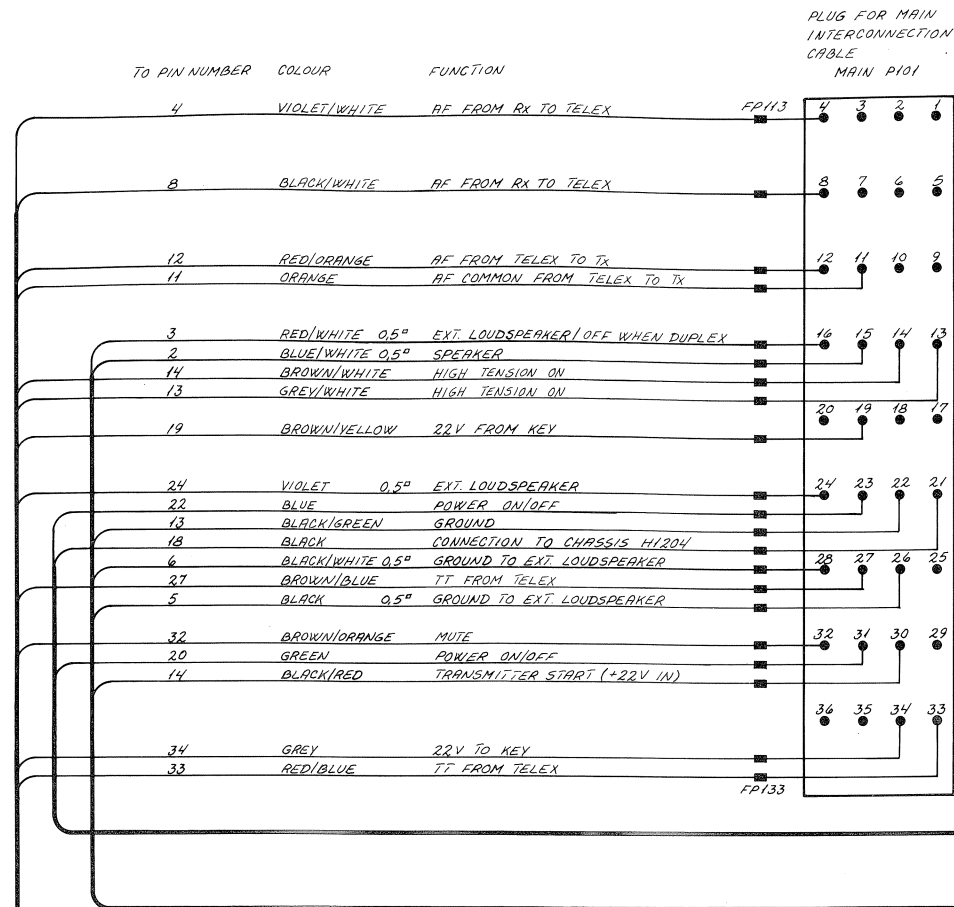 PLUG FOR MAIN
INTERCONNECTION
CABLE
TO PIN NUMBER COLOUR FUNCTION MAIN P101
4 VIOLET/WHITE AF FROM RX TO TELEX FP113 4 3 2 1
8 BLACK/WHITE AF FROM RX TO TELEX 8 7 6 5
12 RED/ORANGE AF FROM TELEX TO TX 12 11 10 9
11 ORANGE AF COMMON FROM TELEX TO TX
3 RED/WHITE 0,5¤ EXT. LOUDSPEAKER/OFF WHEN DUPLEX 16 15 14 13
2 BLUE/WHITE 0,5¤ SPEAKER
14 BROWN/WHITE HIGH TENSION ON
13 GREY/WHITE HIGH TENSION ON
20 19 18 17
19 BROWN/YELLOW 22V FROM KEY
24 VIOLET 0,5¤ EXT. LOUDSPEAKER 24 23 22 21
22 BLUE POWER ON/OFF
13 BLACK/GREEN GROUND
18 BLACK CONNECTION TO CHASSIS H1204
6 BLACK/WHITE 0,5¤ GROUND TO EXT. LOUDSPEAKER 28 27 26 25
27 BROWN/BLUE TT FROM TELEX
5 BLACK 0,5¤ GROUND TO EXT. LOUDSPEAKER
32 BROWN/ORANGE MUTE 32 31 30 29
20 GREEN POWER ON/OFF
14 BLACK/RED TRANSMITTER START (+22V IN)
36 35 34 33
34 GREY 22V TO KEY
33 RED/BLUE TT FROM TELEX
FP133